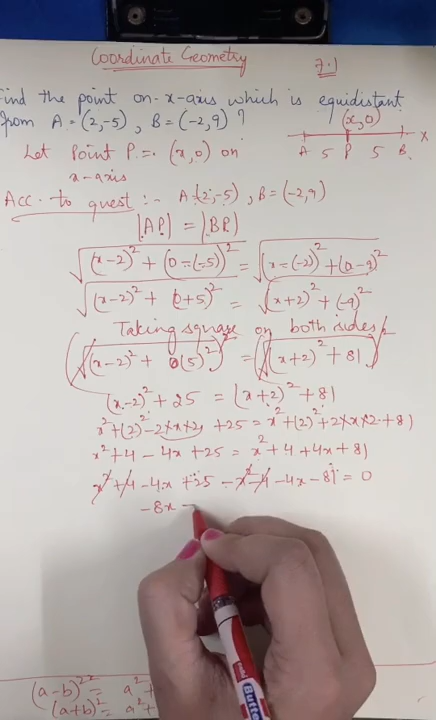 Coordinate Geometry
7.1
Find the point on x-axis which is equidistant
from A = (2,-5), B = (-2,9) ?
(x,0)
A 5 P 5 B X
Let Point P = (x,0) on
x-axis
Acc. to quest :- A = (2,-5), B = (-2,9)
|AP| = |BP|
√(x-2)² + (0-(-5))² = √(x-(-2))² + (0-9)²
√(x-2)² + (0+5)² = √(x+2)² + (-9)²
Taking square on both sides
(√(x-2)² + (5)²)² = (√(x+2)² + 81)²
(x-2)² + 25 = (x+2)² + 81
x² + (2)² - 2×x×2 + 25 = x² + (2)² + 2×x×2 + 81
x² + 4 - 4x + 25 = x² + 4 + 4x + 81
x² + 4 - 4x + 25 - x² - 4 - 4x - 81 = 0
-8x -
(a-b)² = a² +
(a+b)² = a² +